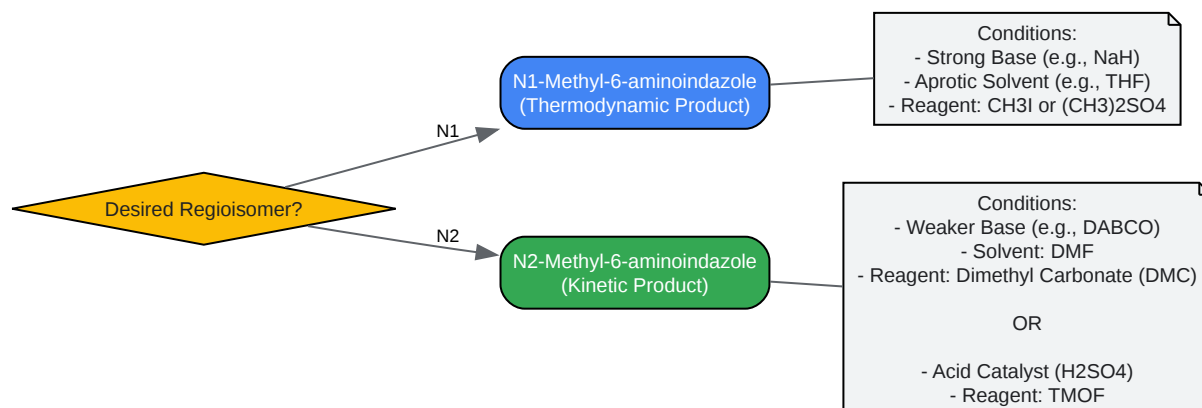 Desired Regioisomer?
N1
N2
N1-Methyl-6-aminoindazole
(Thermodynamic Product)
N2-Methyl-6-aminoindazole
(Kinetic Product)
Conditions:
- Strong Base (e.g., NaH)
- Aprotic Solvent (e.g., THF)
- Reagent: CH3I or (CH3)2SO4
Conditions:
- Weaker Base (e.g., DABCO)
- Solvent: DMF
- Reagent: Dimethyl Carbonate (DMC)
OR
- Acid Catalyst (H2SO4)
- Reagent: TMOF